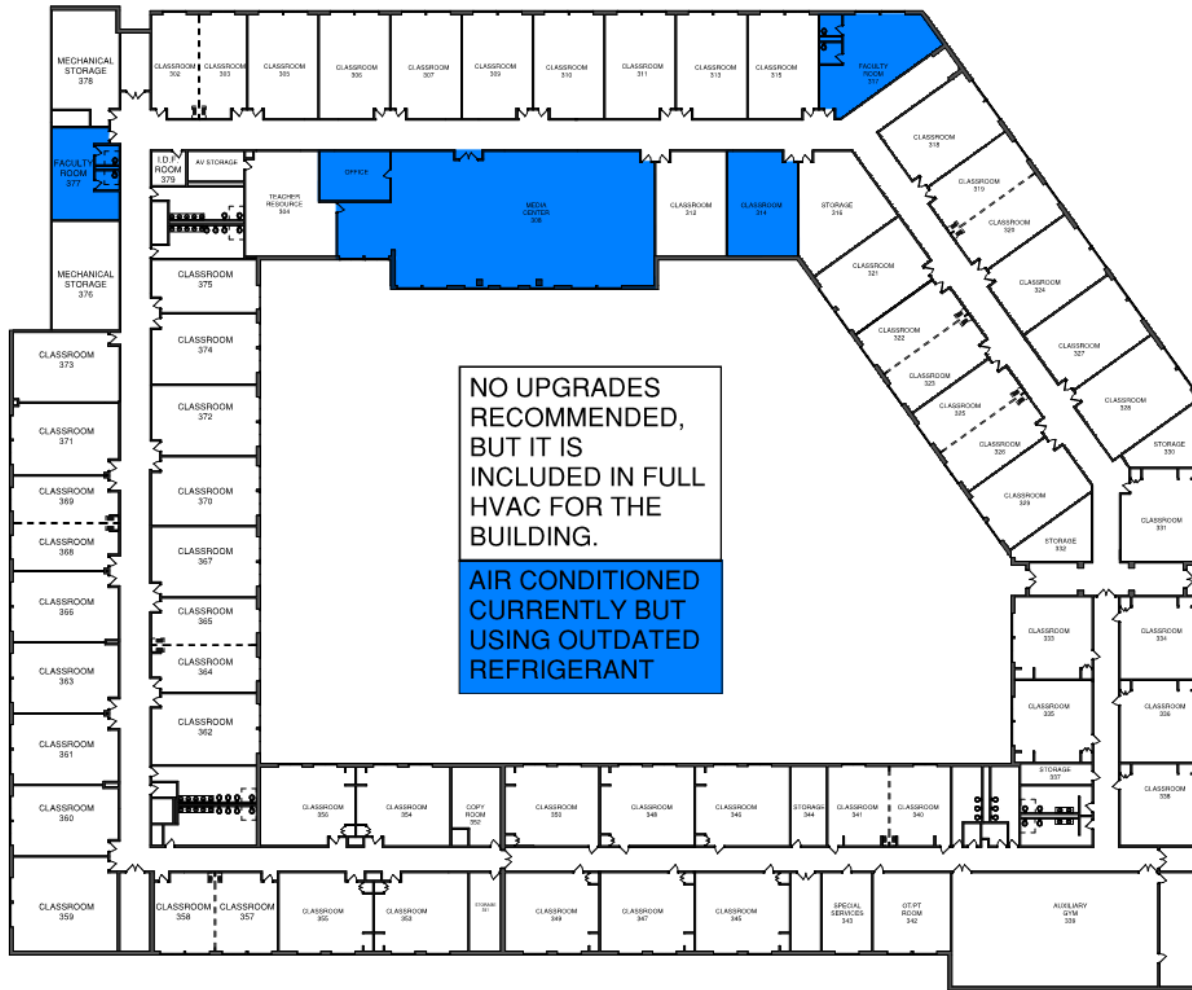 MECHANICAL
STORAGE
378
CLASSROOM
302
CLASSROOM
303
CLASSROOM
305
CLASSROOM
306
CLASSROOM
307
CLASSROOM
309
CLASSROOM
310
CLASSROOM
311
CLASSROOM
313
CLASSROOM
315
FACULTY
ROOM
317
FACULTY
ROOM
377
I.D.F.
ROOM
379
AV STORAGE
TEACHER
RESOURCE
304
OFFICE
MEDIA
CENTER
308
CLASSROOM
312
CLASSROOM
314
STORAGE
316
CLASSROOM
318
CLASSROOM
319
CLASSROOM
320
CLASSROOM
321
CLASSROOM
322
CLASSROOM
323
CLASSROOM
324
CLASSROOM
325
CLASSROOM
326
CLASSROOM
327
CLASSROOM
328
CLASSROOM
329
STORAGE
330
CLASSROOM
331
STORAGE
332
MECHANICAL
STORAGE
376
CLASSROOM
375
CLASSROOM
374
CLASSROOM
373
CLASSROOM
372
CLASSROOM
371
CLASSROOM
370
CLASSROOM
369
CLASSROOM
368
CLASSROOM
367
CLASSROOM
366
CLASSROOM
365
CLASSROOM
364
CLASSROOM
363
CLASSROOM
362
CLASSROOM
361
CLASSROOM
360
CLASSROOM
359
NO UPGRADES
RECOMMENDED,
BUT IT IS
INCLUDED IN FULL
HVAC FOR THE
BUILDING.
AIR CONDITIONED
CURRENTLY BUT
USING OUTDATED
REFRIGERANT
CLASSROOM
333
CLASSROOM
334
CLASSROOM
335
CLASSROOM
336
STORAGE
337
CLASSROOM
338
CLASSROOM
356
CLASSROOM
354
COPY
ROOM
352
CLASSROOM
350
CLASSROOM
348
CLASSROOM
346
STORAGE
344
CLASSROOM
341
CLASSROOM
340
CLASSROOM
358
CLASSROOM
357
CLASSROOM
355
CLASSROOM
353
STORAGE
351
CLASSROOM
349
CLASSROOM
347
CLASSROOM
345
SPECIAL
SERVICES
343
OT/PT
ROOM
342
AUXILIARY
GYM
339